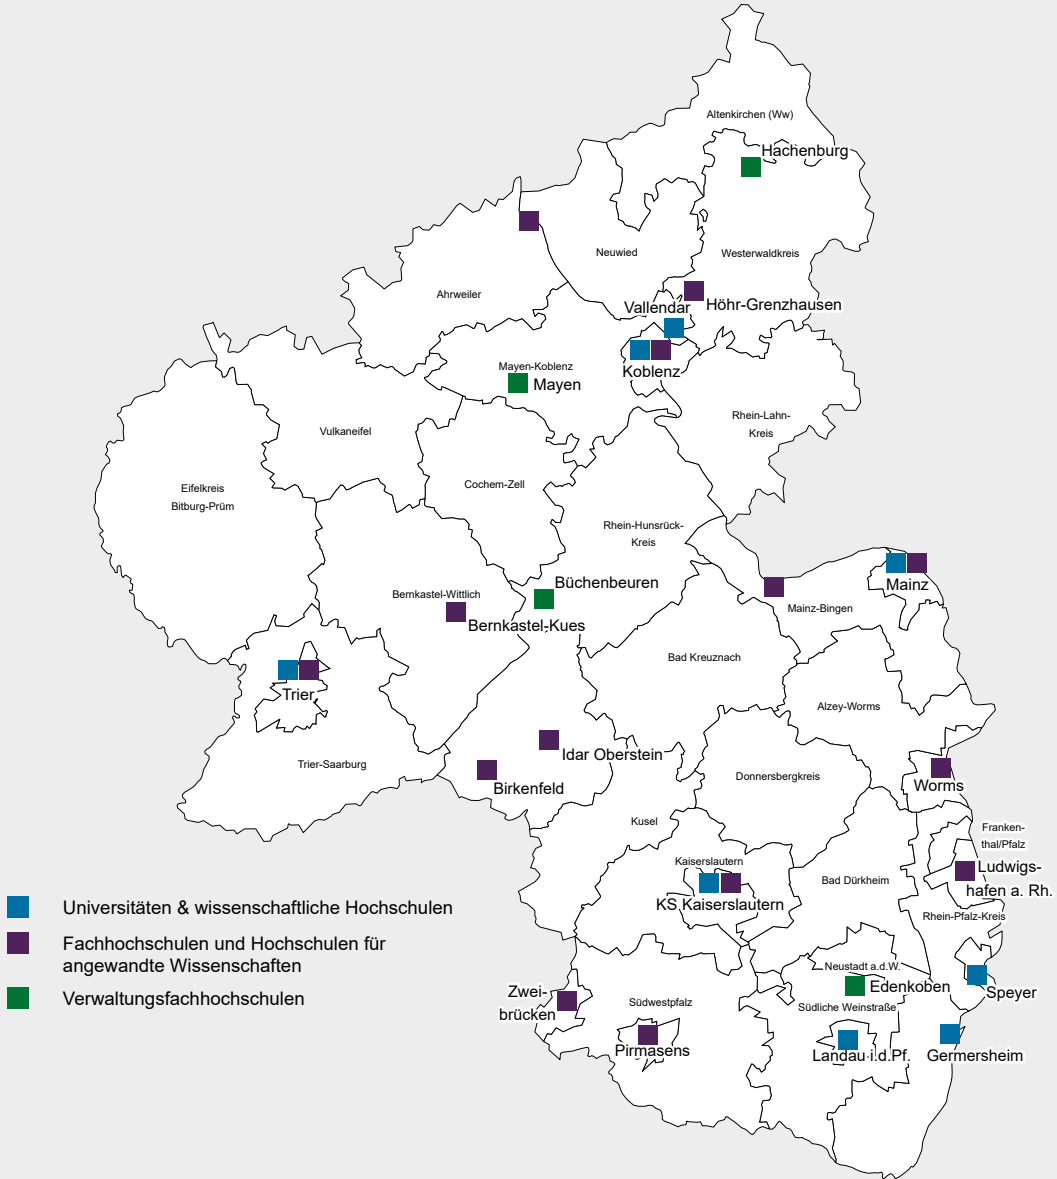 Altenkirchen (Ww)
Hachenburg
Neuwied
Westerwaldkreis
Ahrweiler
Vallendar
Höhr-Grenzhausen
Mayen-Koblenz
Koblenz
Mayen
Rhein-Lahn-
Kreis
Vulkaneifel
Cochem-Zell
Eifelkreis
Bitburg-Prüm
Rhein-Hunsrück-
Kreis
Büchenbeuren
Mainz
Bernkastel-Wittlich
Mainz-Bingen
Bernkastel-Kues
Bad Kreuznach
Trier
Alzey-Worms
Idar Oberstein
Trier-Saarburg
Donnersbergkreis
Birkenfeld
Worms
Kusel
Franken-
thal/Pfalz
Kaiserslautern
Ludwigs-
hafen a. Rh.
Bad Dürkheim
KS Kaiserslautern
Rhein-Pfalz-Kreis
Universitäten & wissenschaftliche Hochschulen
Fachhochschulen und Hochschulen für
angewandte Wissenschaften
Verwaltungsfachhochschulen
Neustadt a.d.W.
Edenkoben
Speyer
Zwei-
brücken
Südwestpfalz
Südliche Weinstraße
Pirmasens
Landau i.d.Pf.
Germersheim